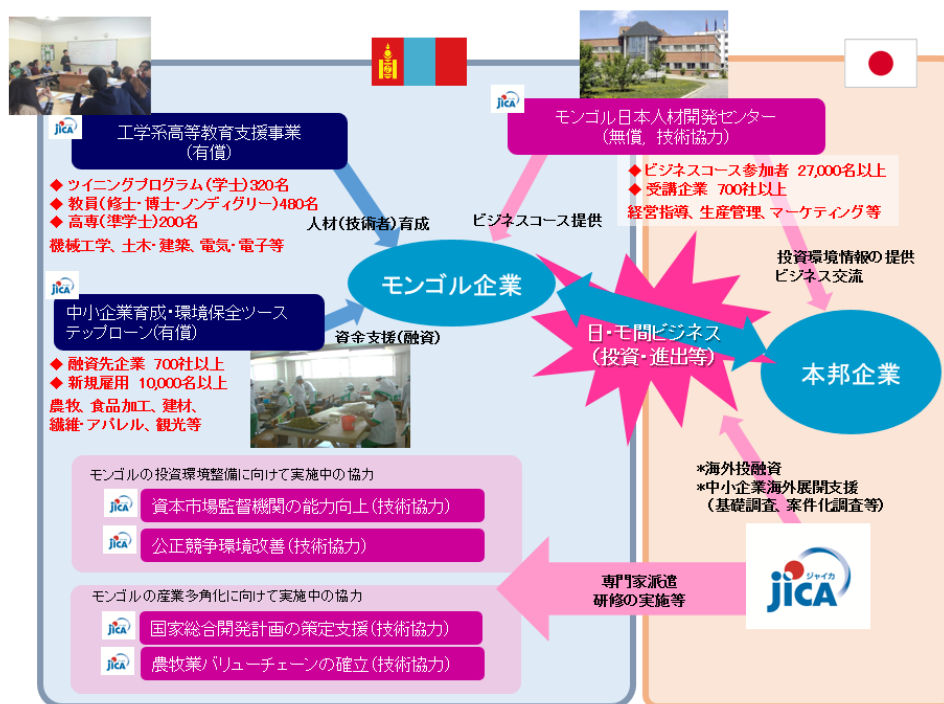 JICA
工学系高等教育支援事業
(有償)
◆ ツイニングプログラム(学士)320名
◆ 教員(修士・博士・ノンディグリー)480名
◆ 高専(準学士)200名
機械工学、土木・建築、電気・電子等
人材(技術者)育成
JICA
モンゴル日本人材開発センター
(無償, 技術協力)
◆ ビジネスコース参加者 27,000名以上
◆ 受講企業 700社以上
経営指導、生産管理、マーケティング等
ビジネスコース提供
投資環境情報の提供
ビジネス交流
モンゴル企業
JICA
中小企業育成・環境保全ツース
テップローン(有償)
資金支援(融資)
◆ 融資先企業 700社以上
◆ 新規雇用 10,000名以上
農牧、食品加工、建材、
繊維・アパレル、観光等
日・モ間ビジネス
(投資・進出等)
本邦企業
*海外投融資
*中小企業海外展開支援
(基礎調査、案件化調査等)
モンゴルの投資環境整備に向けて実施中の協力
JICA
資本市場監督機関の能力向上(技術協力)
JICA
公正競争環境改善(技術協力)
モンゴルの産業多角化に向けて実施中の協力
JICA
国家総合開発計画の策定支援(技術協力)
JICA
農牧業バリューチェーンの確立(技術協力)
専門家派遣
研修の実施等
ジャイカ
JICA